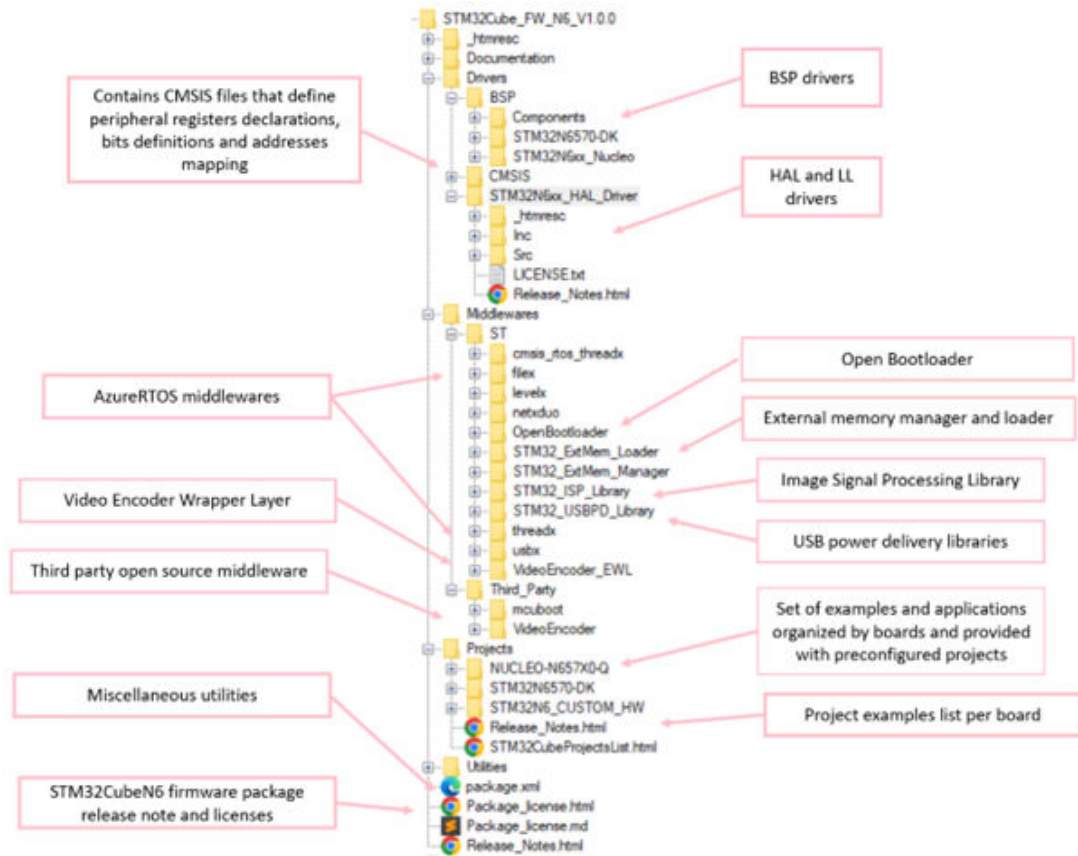 STM32Cube_FW_N6_V1.0.0
_htmresc
Documentation
Drivers
BSP
Components
STM32N6570-DK
STM32N6xx_Nucleo
CMSIS
STM32N6xx_HAL_Driver
_htmresc
Inc
Src
LICENSE.txt
Release_Notes.html
Middlewares
ST
cmsis_rtos_threadx
filex
levelx
netxduo
OpenBootloader
STM32_ExtMem_Loader
STM32_ExtMem_Manager
STM32_ISP_Library
STM32_USBPD_Library
threadx
usbx
VideoEncoder_EWL
Third_Party
mcuboot
VideoEncoder
Projects
NUCLEO-N657X0-Q
STM32N6570-DK
STM32N6_CUSTOM_HW
Release_Notes.html
STM32CubeProjectsList.html
Utilities
package.xml
Package_license.html
Package_license.md
Release_Notes.html
Contains CMSIS files that define
peripheral registers declarations,
bits definitions and addresses
mapping
AzureRTOS middlewares
Video Encoder Wrapper Layer
Third party open source middleware
Miscellaneous utilities
STM32CubeN6 firmware package
release note and licenses
BSP drivers
HAL and LL
drivers
Open Bootloader
External memory manager and loader
Image Signal Processing Library
USB power delivery libraries
Set of examples and applications
organized by boards and provided
with preconfigured projects
Project examples list per board